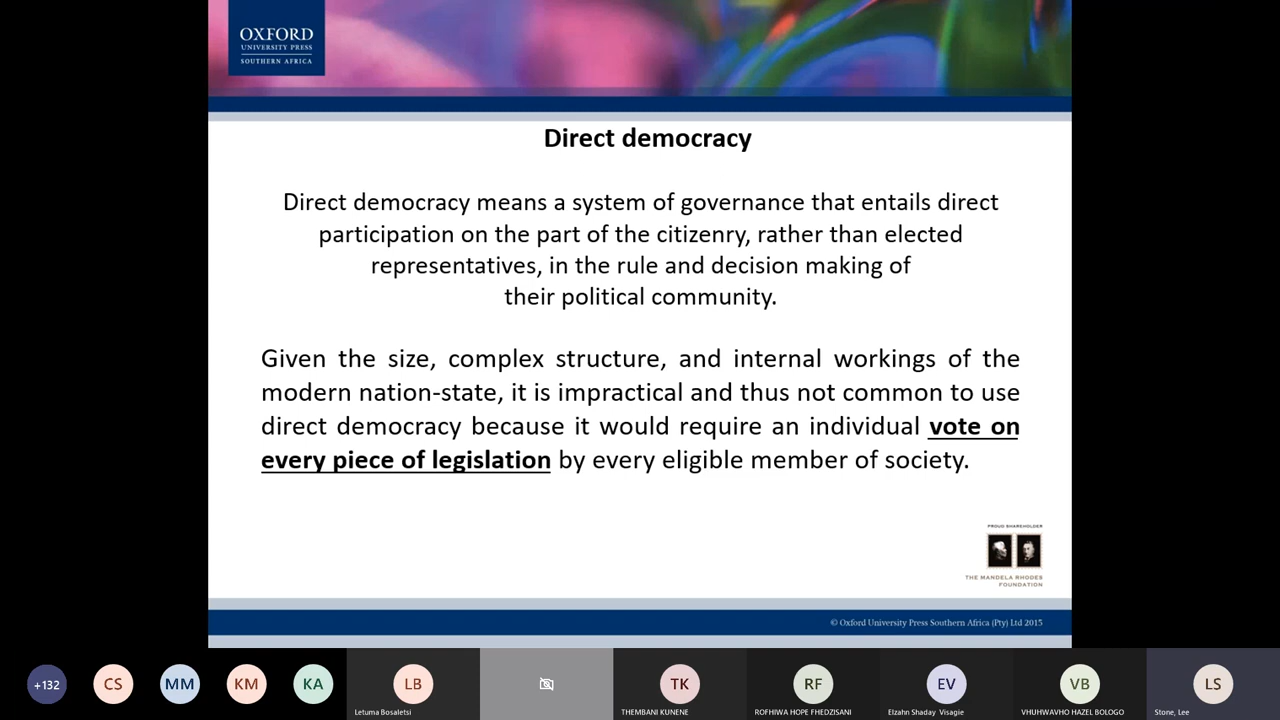 OXFORD
UNIVERSITY PRESS
SOUTHERN AFRICA
Direct democracy
Direct democracy means a system of governance that entails direct
participation on the part of the citizenry, rather than elected
representatives, in the rule and decision making of
their political community.
Given the size, complex structure, and internal workings of the
modern nation-state, it is impractical and thus not common to use
direct democracy because it would require an individual vote on
every piece of legislation by every eligible member of society.
PROUD SHAREHOLDER
THE MANDELA RHODES
FOUNDATION
© Oxford University Press Southern Africa (Pty) Ltd 2015
+132 CS MM KM KA LB TK RF EV VB LS
Letuma Bosaletsi THEMBANI KUNENE ROFHIWA HOPE FHEDZISANI Elzahn Shaday Visagie VHUHWAVHO HAZEL BOLOGO Stone, Lee